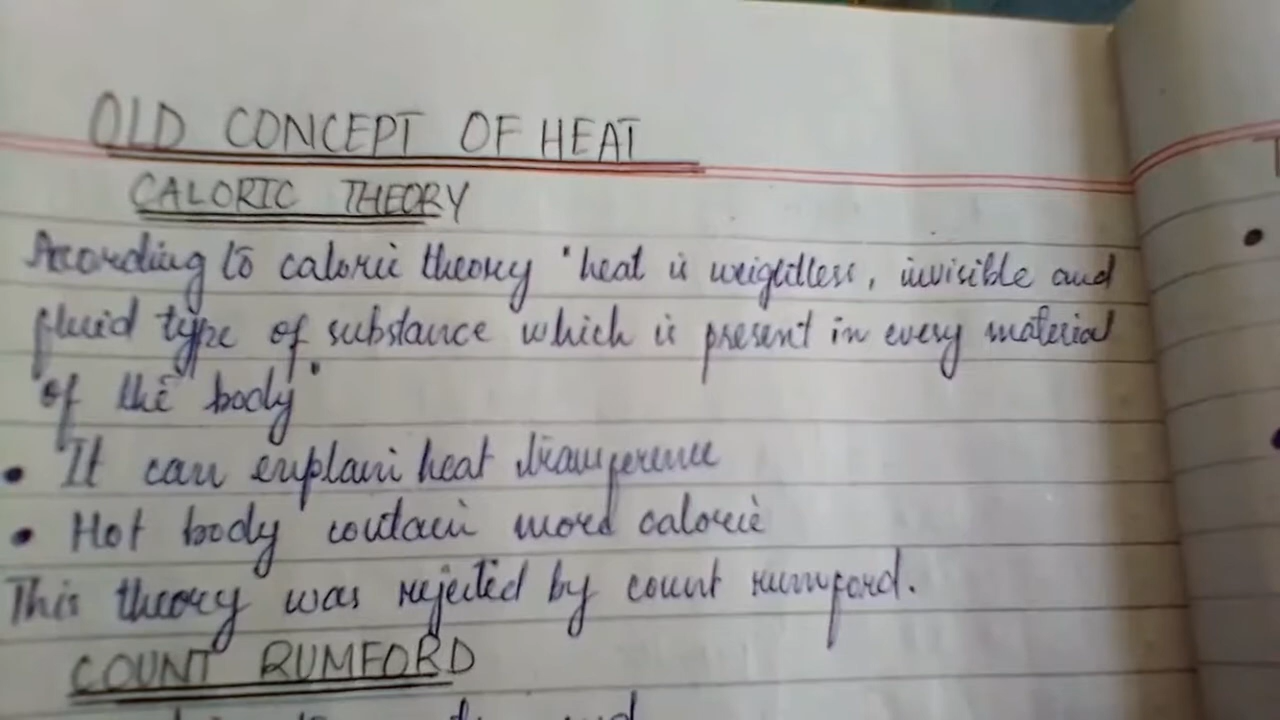 OLD CONCEPT OF HEAT
CALORIC THEORY
According to caloric theory "heat is weightless, invisible and
fluid type of substance which is present in every material
of the body"
• It can explain heat transference
• Hot body contain more caloric
This theory was rejected by count rumford.
COUNT RUMFORD